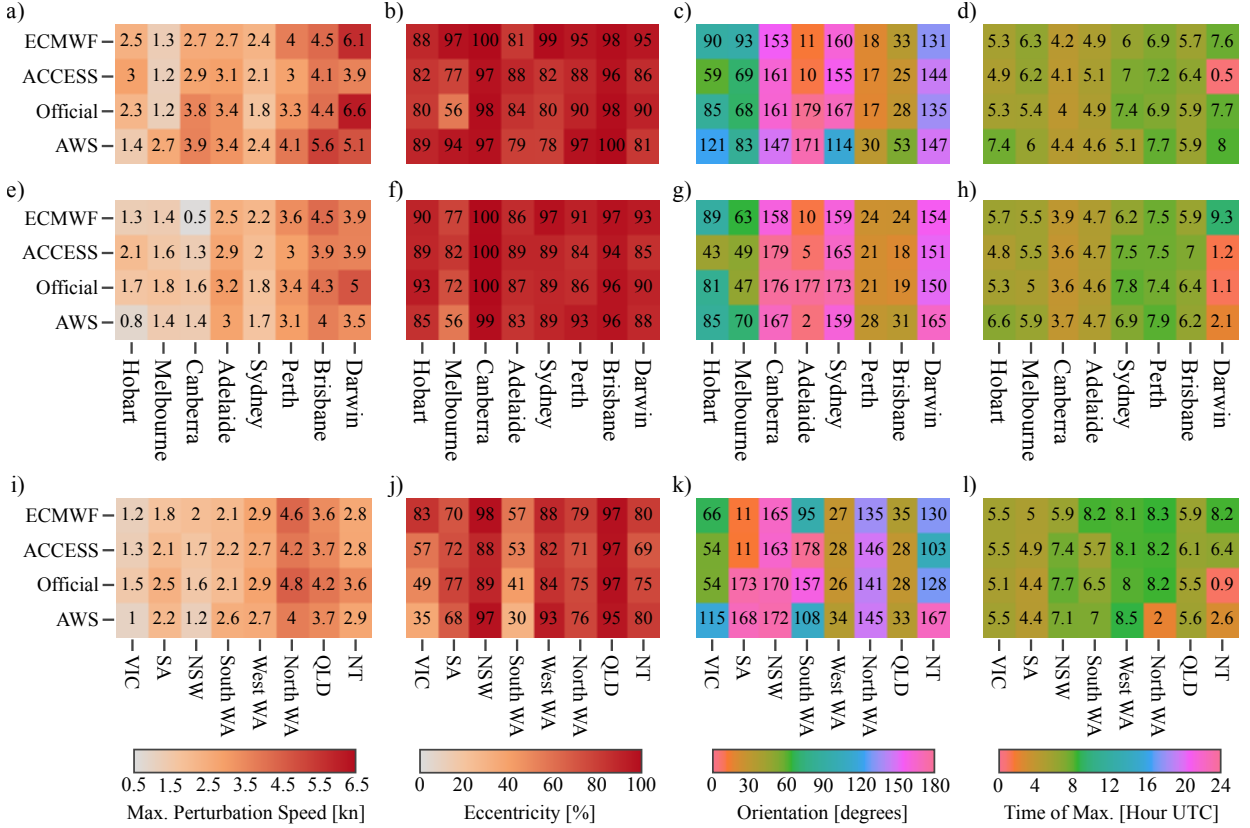 a) b) c) d)
ECMWF 2.5 1.3 2.7 2.7 2.4 4 4.5 6.1 88 97 100 81 99 95 98 95 90 93 153 11 160 18 33 131 5.3 6.3 4.2 4.9 6 6.9 5.7 7.6
ACCESS 3 1.2 2.9 3.1 2.1 3 4.1 3.9 82 77 97 88 82 88 96 86 59 69 161 10 155 17 25 144 4.9 6.2 4.1 5.1 7 7.2 6.4 0.5
Official 2.3 1.2 3.8 3.4 1.8 3.3 4.4 6.6 80 56 98 84 80 90 98 90 85 68 161 179 167 17 28 135 5.3 5.3 4 4.9 7.4 6.9 5.9 7.7
AWS 1.4 2.7 3.9 3.4 2.4 4.1 5.6 5.1 89 94 97 79 78 97 100 81 121 83 147 171 114 30 53 147 7.4 6 4.4 4.6 5.1 7.7 5.9 8
e) f) g) h)
ECMWF 1.3 1.4 0.5 2.5 2.2 3.6 4.5 3.9 90 77 100 86 97 91 97 93 89 63 158 10 159 24 24 154 5.7 5.5 3.9 4.7 6.2 7.5 5.9 9.3
ACCESS 2.1 1.6 1.3 2.9 2 3 3.9 3.9 89 82 100 89 89 84 94 85 43 49 179 5 165 21 18 151 4.8 5.5 3.6 4.7 7.5 7.5 7 1.2
Official 1.7 1.8 1.6 3.2 1.8 3.4 4.3 5 93 72 100 87 89 86 96 90 81 47 176 177 173 21 19 150 5.3 5 3.6 4.6 7.8 7.4 6.4 1.1
AWS 0.8 1.4 1.4 3 1.7 3.1 4 3.5 85 56 99 83 89 93 96 88 85 70 167 2 159 28 31 165 6.6 5.9 3.7 4.7 6.9 7.9 6.2 2.1
Hobart Melbourne Canberra Adelaide Sydney Perth Brisbane Darwin Hobart Melbourne Canberra Adelaide Sydney Perth Brisbane Darwin Hobart Melbourne Canberra Adelaide Sydney Perth Brisbane Darwin Hobart Melbourne Canberra Adelaide Sydney Perth Brisbane Darwin
i) j) k) l)
ECMWF 1.2 1.8 2 2.1 2.9 4.6 3.6 2.8 83 70 98 57 88 79 97 80 66 11 165 95 27 135 35 130 5.5 5 5.9 8.2 8.1 8.3 5.9 8.2
ACCESS 1.3 2.1 1.7 2.2 2.7 4.2 3.7 2.8 57 72 88 53 82 71 97 69 54 11 163 178 28 146 28 103 5.5 4.9 7.4 5.7 8.1 8.2 6.1 6.4
Official 1.5 2.5 1.6 2.1 2.9 4.8 4.2 3.6 49 77 89 41 84 75 97 75 54 173 170 157 26 141 28 128 5.1 4.4 7.7 6.5 8 8.2 5.5 0.9
AWS 1 2.2 1.2 2.6 2.7 4 3.7 2.9 35 68 97 30 93 76 95 80 115 168 172 108 34 145 33 167 5.5 4.4 7.1 7 8.5 2 5.6 2.6
VIC SA NSW South WA West WA North WA QLD NT VIC SA NSW South WA West WA North WA QLD NT VIC SA NSW South WA West WA North WA QLD NT VIC SA NSW South WA West WA North WA QLD NT
0.5 1.5 2.5 3.5 4.5 5.5 6.5 0 20 40 60 80 100 0 30 60 90 120 150 180 0 4 8 12 16 20 24
Max. Perturbation Speed [kn] Eccentricity [%] Orientation [degrees] Time of Max. [Hour UTC]